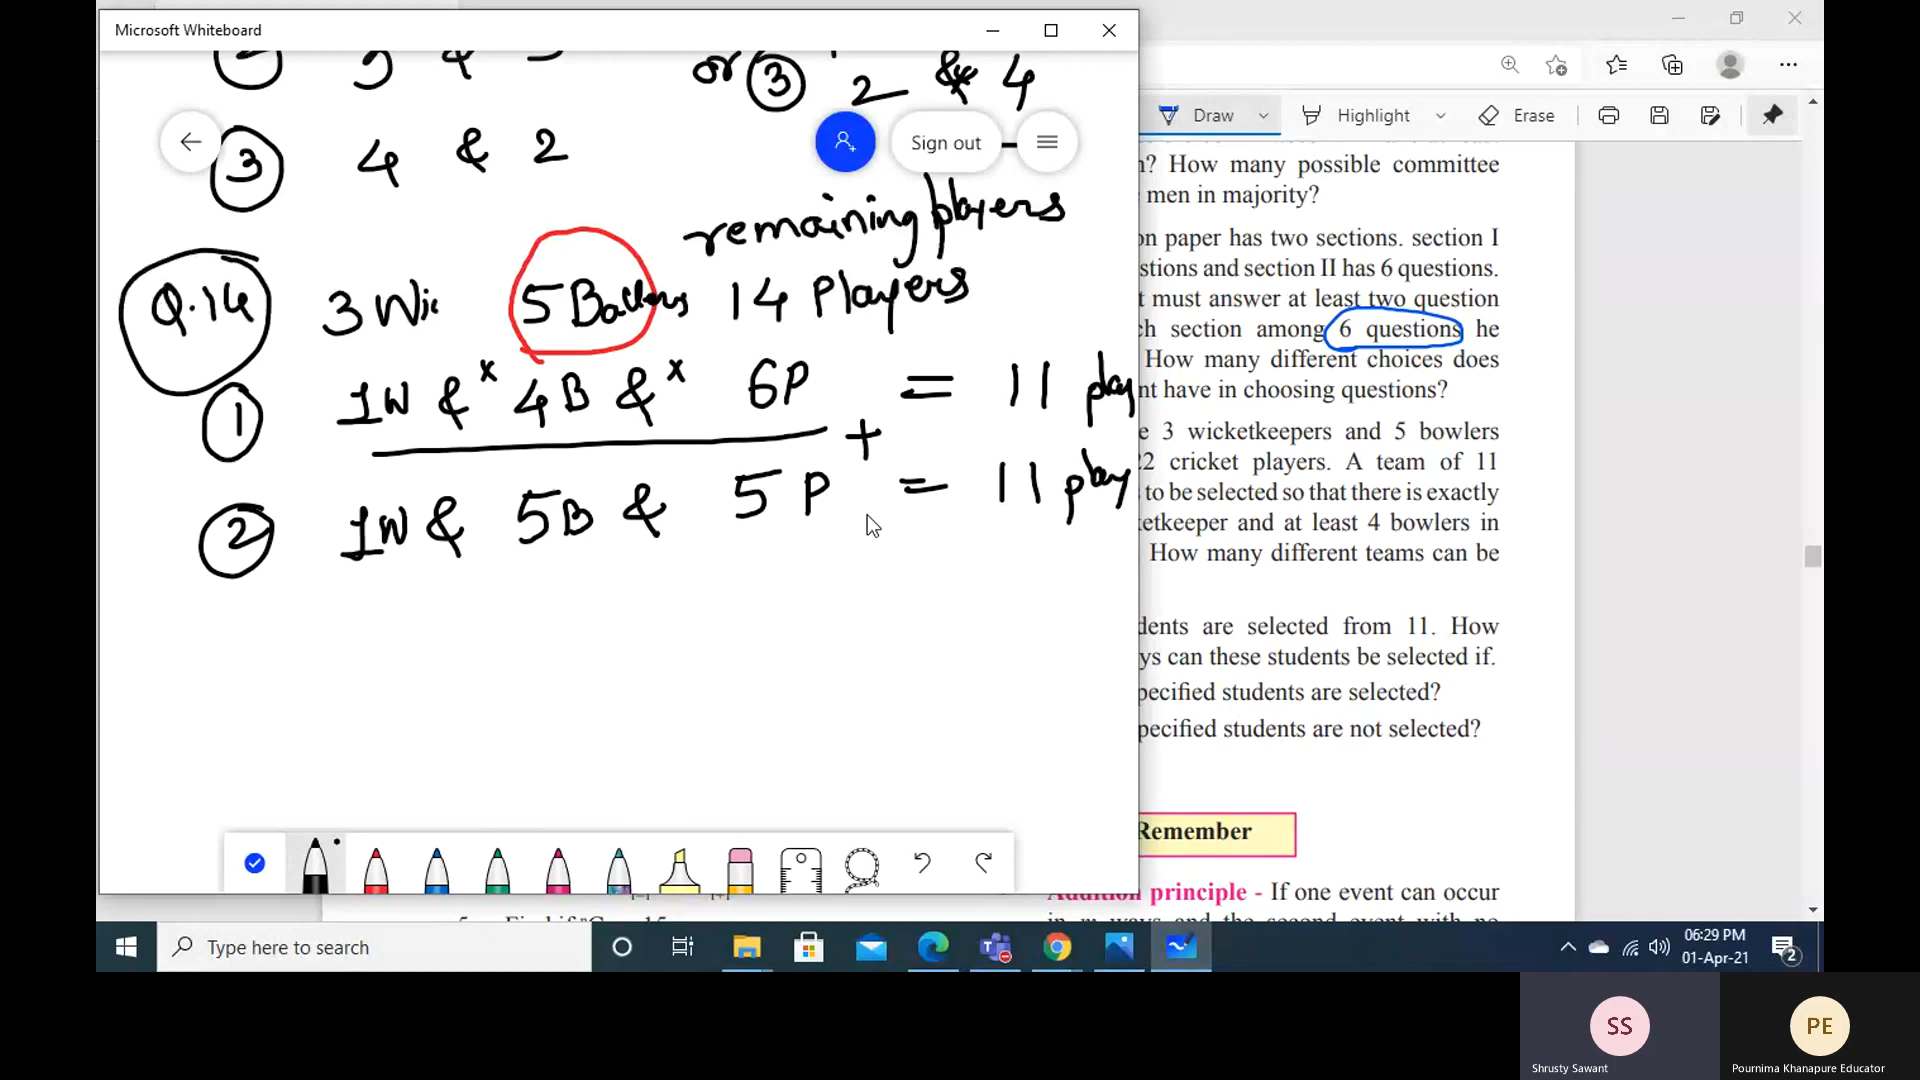 Microsoft Whiteboard
or 3 2 & 4
Sign out
3 4 & 2
remaining players
Q.14 3 Wic 5 Ballers 14 Players
1 1W & x 4B & x 6P = 11 play
+
2 1W & 5B & 5P = 11 play
Draw Highlight Erase
? How many possible committee
men in majority?
on paper has two sections. section I
stions and section II has 6 questions.
t must answer at least two question
ch section among 6 questions he
How many different choices does
nt have in choosing questions?
e 3 wicketkeepers and 5 bowlers
22 cricket players. A team of 11
to be selected so that there is exactly
etkeeper and at least 4 bowlers in
How many different teams can be
dents are selected from 11. How
ys can these students be selected if.
pecified students are selected?
pecified students are not selected?
Remember
Addition principle - If one event can occur
Type here to search
06:29 PM
01-Apr-21
2
SS
PE
Shrusty Sawant
Pournima Khanapure Educator